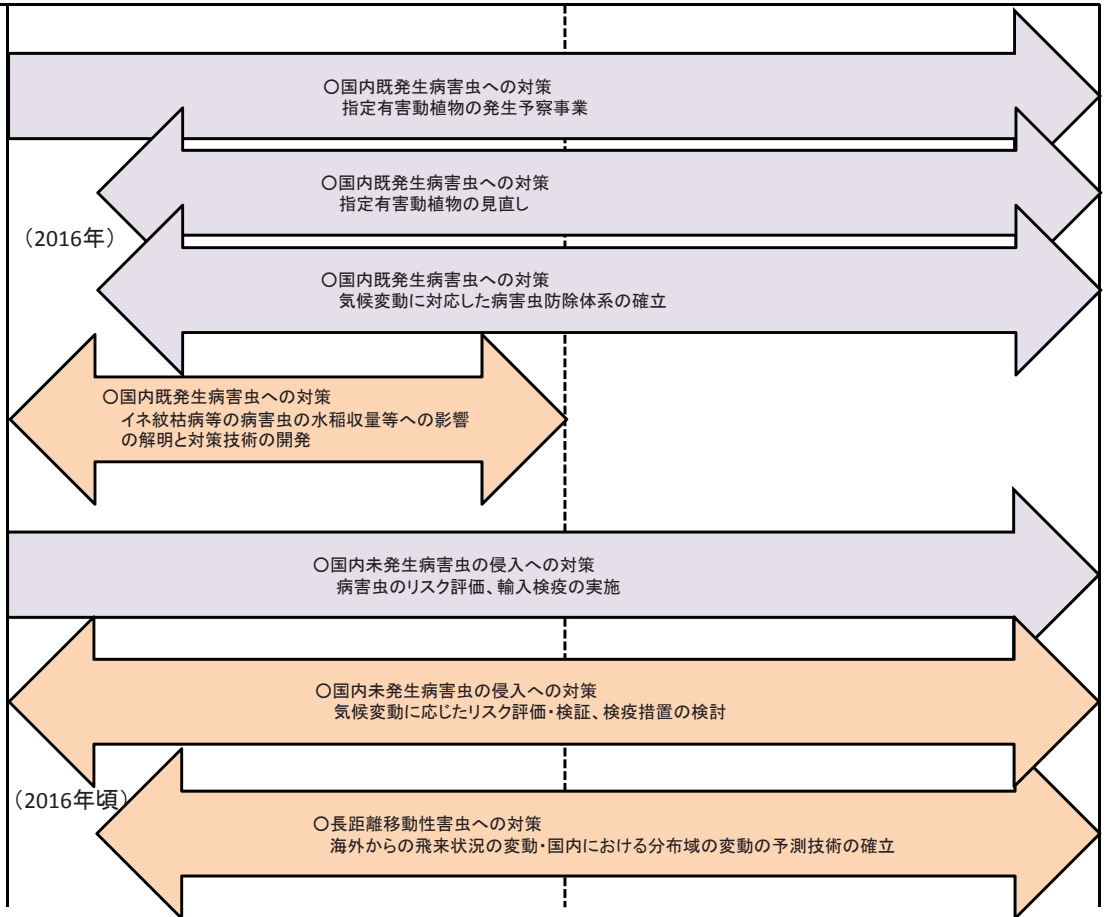 ○国内既発生病害虫への対策
指定有害動植物の発生予察事業
○国内既発生病害虫への対策
指定有害動植物の見直し
（2016年）
○国内既発生病害虫への対策
気候変動に対応した病害虫防除体系の確立
○国内既発生病害虫への対策
イネ紋枯病等の病害虫の水稲収量等への影響
の解明と対策技術の開発
○国内未発生病害虫の侵入への対策
病害虫のリスク評価、輸入検疫の実施
○国内未発生病害虫の侵入への対策
気候変動に応じたリスク評価・検証、検疫措置の検討
（2016年頃）
○長距離移動性害虫への対策
海外からの飛来状況の変動・国内における分布域の変動の予測技術の確立